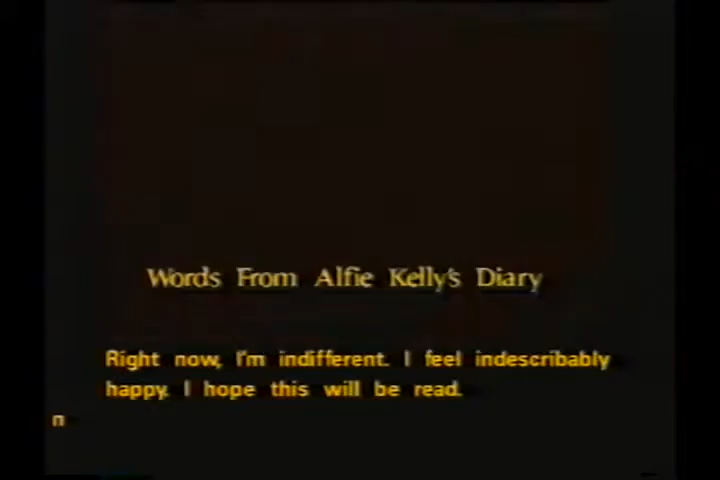 Words From Alfie Kelly's Diary
Right now, I'm indifferent. I feel indescribably
happy. I hope this will be read.
n